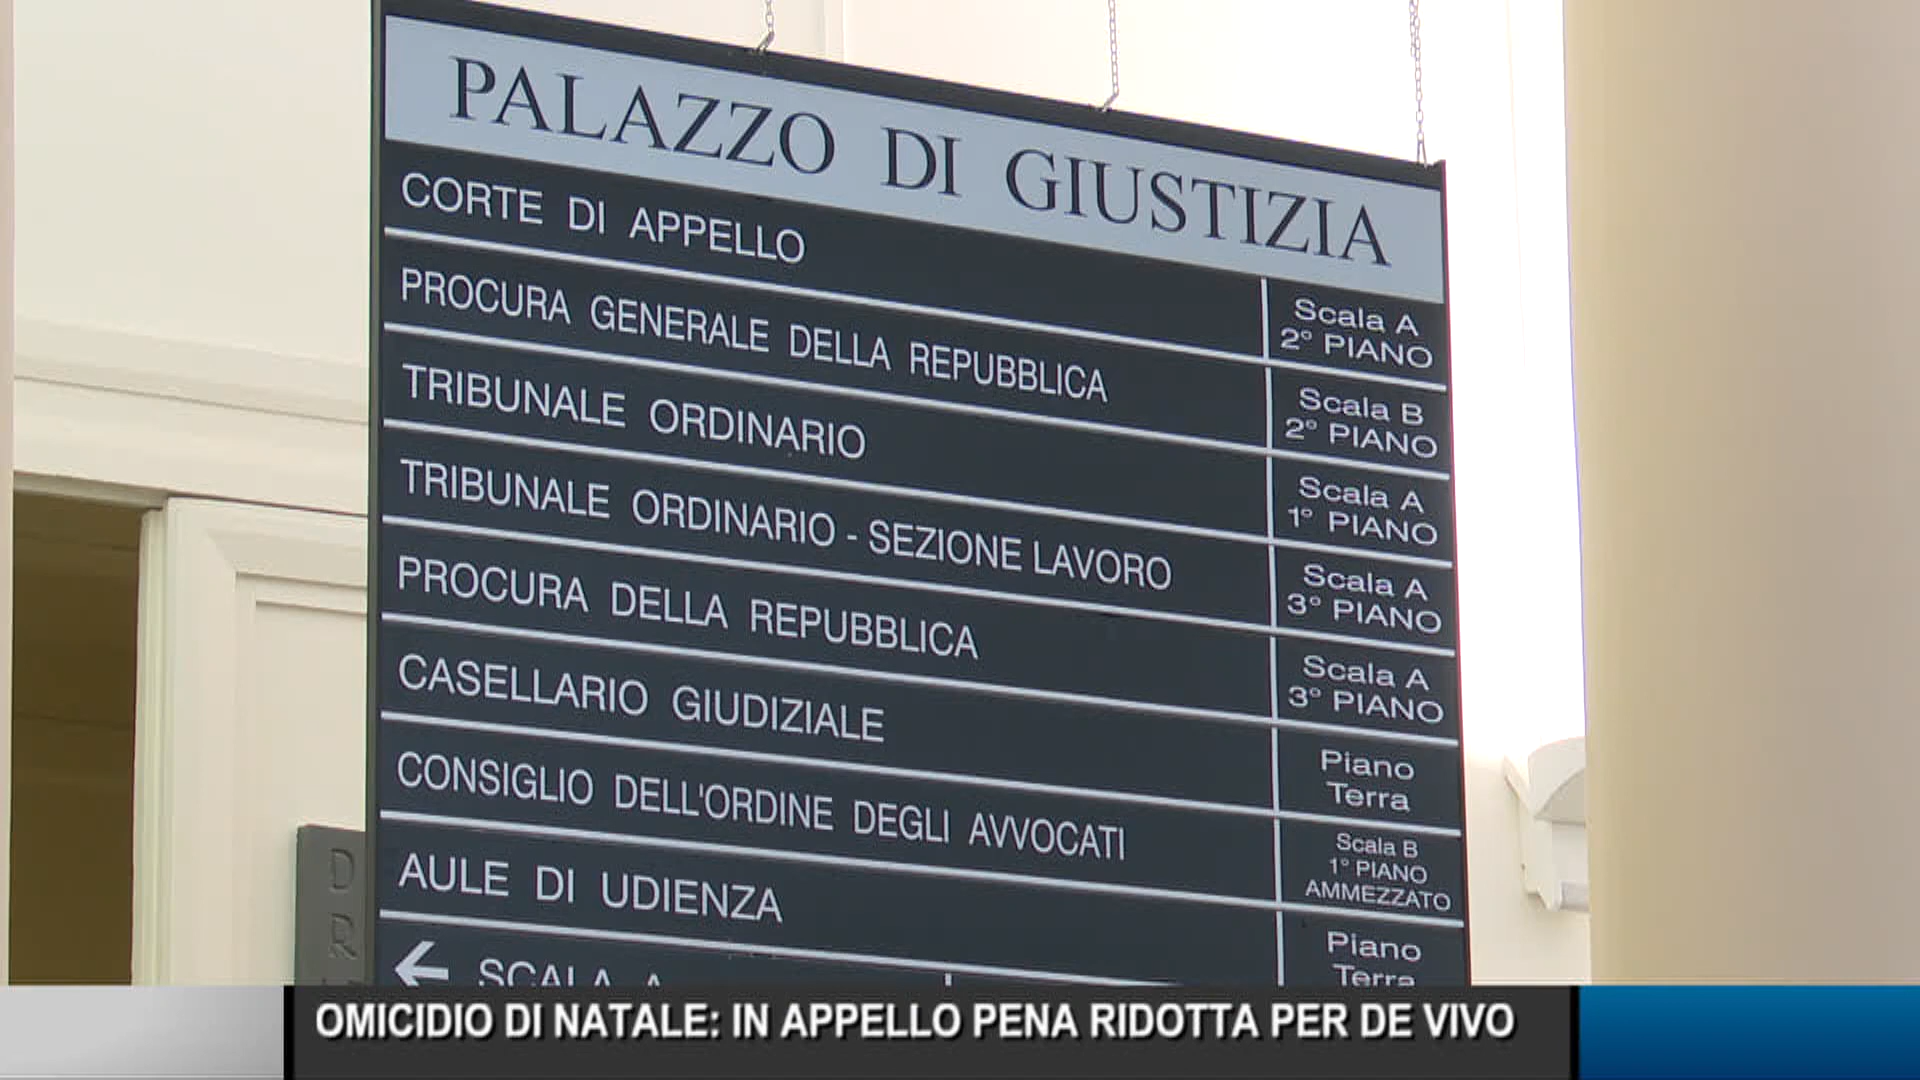 PALAZZO DI GIUSTIZIA
CORTE DI APPELLO
Scala A
2° PIANO
PROCURA GENERALE DELLA REPUBBLICA
Scala B
2° PIANO
TRIBUNALE ORDINARIO
Scala A
1° PIANO
TRIBUNALE ORDINARIO - SEZIONE LAVORO
Scala A
3° PIANO
PROCURA DELLA REPUBBLICA
Scala A
3° PIANO
CASELLARIO GIUDIZIALE
Piano
Terra
CONSIGLIO DELL'ORDINE DEGLI AVVOCATI
Scala B
1° PIANO
AMMEZZATO
AULE DI UDIENZA
Piano
Terra
← SCALA A
D
R
OMICIDIO DI NATALE: IN APPELLO PENA RIDOTTA PER DE VIVO